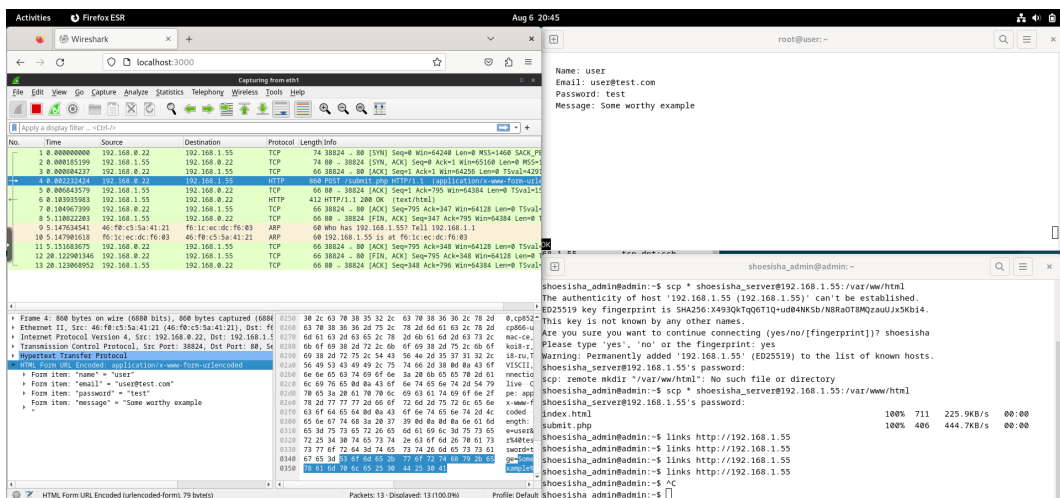 Activities Firefox ESR Aug 6 20:45
Wireshark × +
localhost:3000
Capturing from eth1
File Edit View Go Capture Analyze Statistics Telephony Wireless Tools Help
Apply a display filter ... <Ctrl-/>
No. Time Source Destination Protocol Length Info
1 0.000000000 192.168.0.22 192.168.1.55 TCP 74 38824 → 80 [SYN] Seq=0 Win=64240 Len=0 MSS=1460 SACK_PE
2 0.000185199 192.168.1.55 192.168.0.22 TCP 74 80 → 38824 [SYN, ACK] Seq=0 Ack=1 Win=65160 Len=0 MSS=1
3 0.000804237 192.168.0.22 192.168.1.55 TCP 66 38824 → 80 [ACK] Seq=1 Ack=1 Win=64256 Len=0 TSval=4291
4 0.002232424 192.168.0.22 192.168.1.55 HTTP 860 POST /submit.php HTTP/1.1 (application/x-www-form-urle
5 0.006843579 192.168.1.55 192.168.0.22 TCP 66 80 → 38824 [ACK] Seq=1 Ack=795 Win=64384 Len=0 TSval=15
6 0.103935983 192.168.1.55 192.168.0.22 HTTP 412 HTTP/1.1 200 OK (text/html)
7 0.104967399 192.168.0.22 192.168.1.55 TCP 66 38824 → 80 [ACK] Seq=795 Ack=347 Win=64128 Len=0 TSval=
8 5.110822203 192.168.1.55 192.168.0.22 TCP 66 80 → 38824 [FIN, ACK] Seq=347 Ack=795 Win=64384 Len=0 T
9 5.147634541 46:f0:c5:5a:41:21 f6:1c:ec:dc:f6:03 ARP 60 Who has 192.168.1.55? Tell 192.168.1.1
10 5.147901618 f6:1c:ec:dc:f6:03 46:f0:c5:5a:41:21 ARP 60 192.168.1.55 is at f6:1c:ec:dc:f6:03
11 5.151683675 192.168.0.22 192.168.1.55 TCP 66 38824 → 80 [ACK] Seq=795 Ack=348 Win=64128 Len=0 TSval=
12 20.122901346 192.168.0.22 192.168.1.55 TCP 66 38824 → 80 [FIN, ACK] Seq=795 Ack=348 Win=64128 Len=0 T
13 20.123068952 192.168.1.55 192.168.0.22 TCP 66 80 → 38824 [ACK] Seq=348 Ack=796 Win=64384 Len=0 TSval=
Frame 4: 860 bytes on wire (6880 bits), 860 bytes captured (6880
Ethernet II, Src: 46:f0:c5:5a:41:21 (46:f0:c5:5a:41:21), Dst: f6
Internet Protocol Version 4, Src: 192.168.0.22, Dst: 192.168.1.5
Transmission Control Protocol, Src Port: 38824, Dst Port: 80, Se
Hypertext Transfer Protocol
HTML Form URL Encoded: application/x-www-form-urlencoded
Form item: "name" = "user"
Form item: "email" = "user@test.com"
Form item: "password" = "test"
Form item: "message" = "Some worthy example
"
HTML Form URL Encoded (urlencoded-form), 79 byte(s) Packets: 13 · Displayed: 13 (100.0%) Profile: Default
root@user: ~
Name: user
Email: user@test.com
Password: test
Message: Some worthy example
OK
shoesisha_admin@admin: ~
shoesisha_admin@admin:~$ scp * shoesisha_server@192.168.1.55:/var/ww/html
The authenticity of host '192.168.1.55 (192.168.1.55)' can't be established.
ED25519 key fingerprint is SHA256:X493QkTqQ6T1Q+ud04NKSb/N8RaOT8MQzauUJx5Kbi4.
This key is not known by any other names.
Are you sure you want to continue connecting (yes/no/[fingerprint])? shoesisha
Please type 'yes', 'no' or the fingerprint: yes
Warning: Permanently added '192.168.1.55' (ED25519) to the list of known hosts.
shoesisha_server@192.168.1.55's password:
scp: remote mkdir "/var/ww/html": No such file or directory
shoesisha_admin@admin:~$ scp * shoesisha_server@192.168.1.55:/var/www/html
shoesisha_server@192.168.1.55's password:
index.html 100% 711 225.9KB/s 00:00
submit.php 100% 406 444.7KB/s 00:00
shoesisha_admin@admin:~$ links http://192.168.1.55
shoesisha_admin@admin:~$ links http://192.168.1.55
shoesisha_admin@admin:~$ links http://192.168.1.55
shoesisha_admin@admin:~$ links http://192.168.1.55
shoesisha_admin@admin:~$ ^C
shoesisha_admin@admin:~$